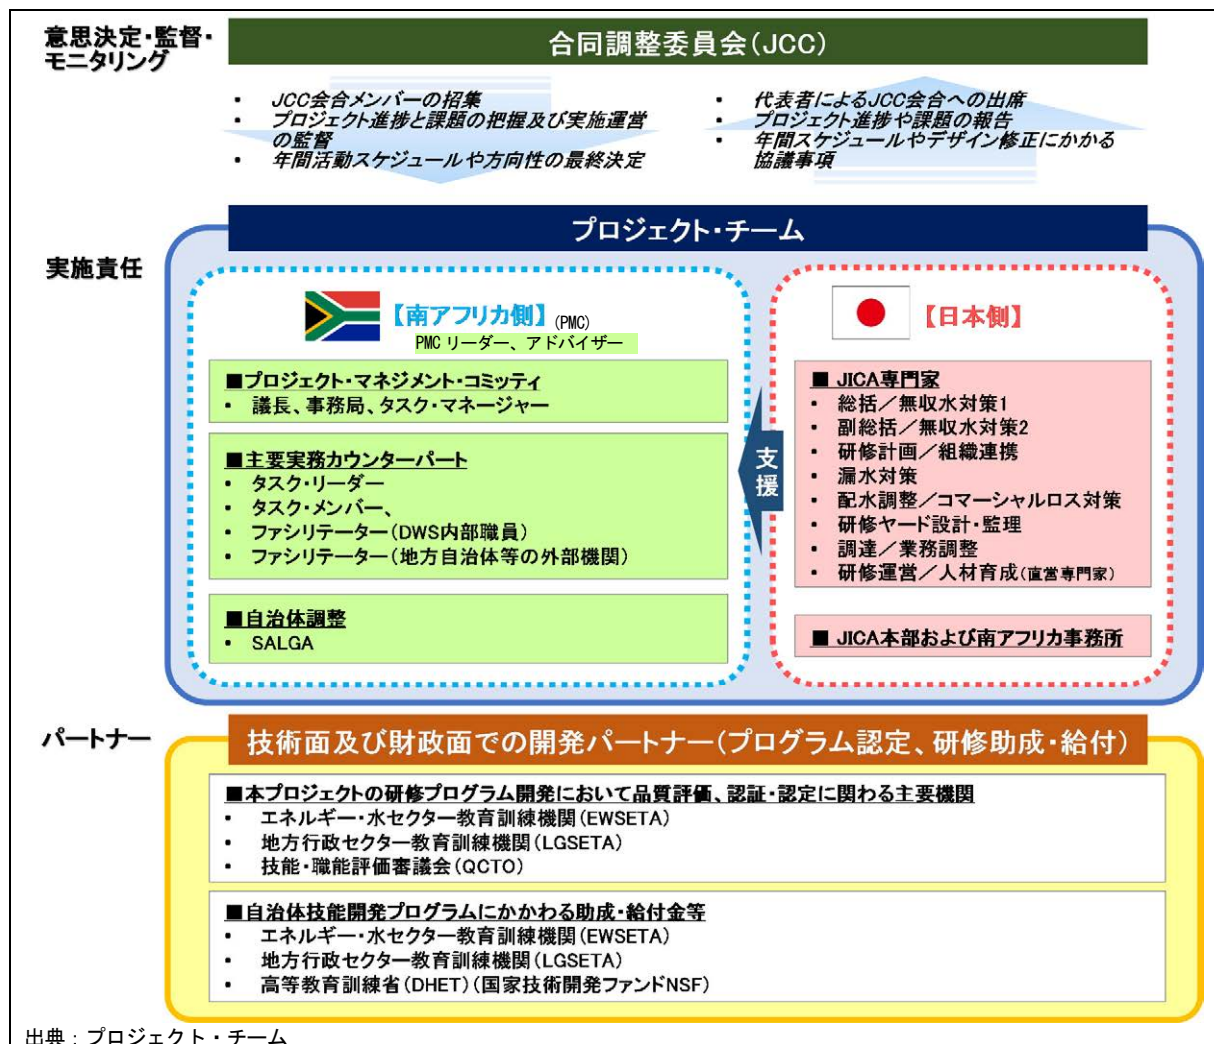 意思決定・監督・
モニタリング
合同調整委員会(JCC)
• JCC会合メンバーの招集
• プロジェクト進捗と課題の把握及び実施運営
の監督
• 年間活動スケジュールや方向性の最終決定
• 代表者によるJCC会合への出席
• プロジェクト進捗や課題の報告
• 年間スケジュールやデザイン修正にかかる
協議事項
プロジェクト・チーム
実施責任
【南アフリカ側】(PMC)
PMC リーダー、アドバイザー
■プロジェクト・マネジメント・コミッティ
• 議長、事務局、タスク・マネージャー
■主要実務カウンターパート
• タスク・リーダー
• タスク・メンバー、
• ファシリテーター(DWS内部職員)
• ファシリテーター(地方自治体等の外部機関)
■自治体調整
• SALGA
支援
【日本側】
■ JICA専門家
• 総括/無収水対策1
• 副総括/無収水対策2
• 研修計画/組織連携
• 漏水対策
• 配水調整/コマーシャルロス対策
• 研修ヤード設計・監理
• 調達/業務調整
• 研修運営/人材育成(直営専門家)
■ JICA本部および南アフリカ事務所
パートナー
技術面及び財政面での開発パートナー(プログラム認定、研修助成・給付)
■本プロジェクトの研修プログラム開発において品質評価、認証・認定に関わる主要機関
• エネルギー・水セクター教育訓練機関(EWSETA)
• 地方行政セクター教育訓練機関(LGSETA)
• 技能・職能評価審議会(QCTO)
■自治体技能開発プログラムにかかわる助成・給付金等
• エネルギー・水セクター教育訓練機関(EWSETA)
• 地方行政セクター教育訓練機関(LGSETA)
• 高等教育訓練省(DHET)(国家技術開発ファンドNSF)
出典：プロジェクト・チーム